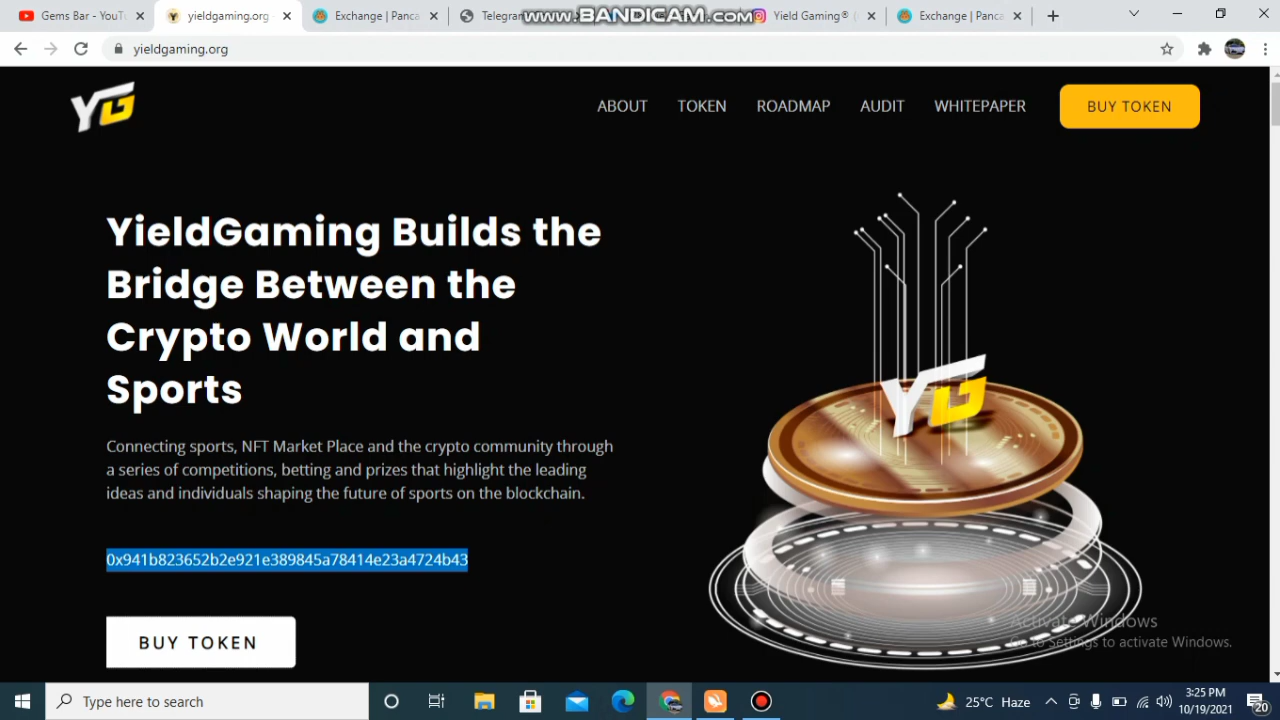 Gems Bar - YouTu
yieldgaming.org -
Exchange | Panca
Telegram
www.BANDICAM.com
Yield Gaming® (
Exchange | Panca
yieldgaming.org
YG
ABOUT
TOKEN
ROADMAP
AUDIT
WHITEPAPER
BUY TOKEN
YieldGaming Builds the
Bridge Between the
Crypto World and
Sports
Connecting sports, NFT Market Place and the crypto community through
a series of competitions, betting and prizes that highlight the leading
ideas and individuals shaping the future of sports on the blockchain.
0x941b823652b2e921e389845a78414e23a4724b43
BUY TOKEN
YG
Activate Windows
Go to Settings to activate Windows.
Type here to search
25°C Haze
3:25 PM
10/19/2021
20